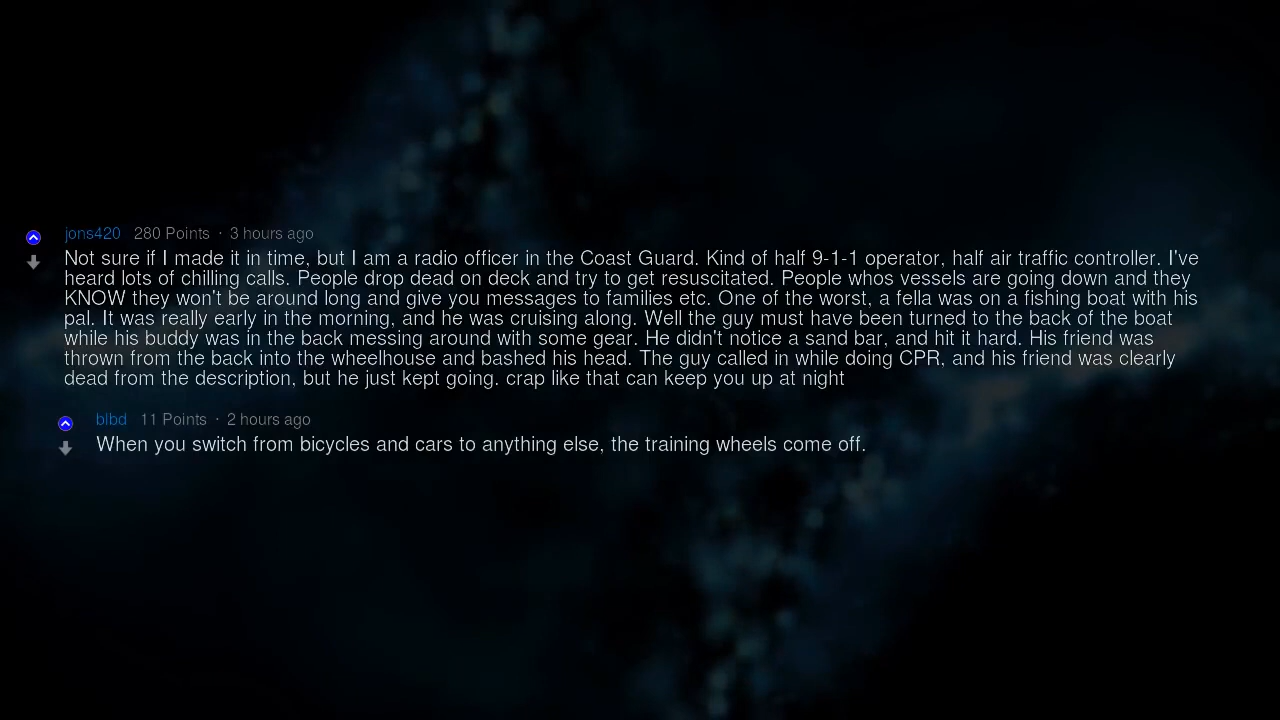 jons420 280 Points · 3 hours ago
Not sure if I made it in time, but I am a radio officer in the Coast Guard. Kind of half 9-1-1 operator, half air traffic controller. I've
heard lots of chilling calls. People drop dead on deck and try to get resuscitated. People whos vessels are going down and they
KNOW they won't be around long and give you messages to families etc. One of the worst, a fella was on a fishing boat with his
pal. It was really early in the morning, and he was cruising along. Well the guy must have been turned to the back of the boat
while his buddy was in the back messing around with some gear. He didn't notice a sand bar, and hit it hard. His friend was
thrown from the back into the wheelhouse and bashed his head. The guy called in while doing CPR, and his friend was clearly
dead from the description, but he just kept going. crap like that can keep you up at night
blbd 11 Points · 2 hours ago
When you switch from bicycles and cars to anything else, the training wheels come off.